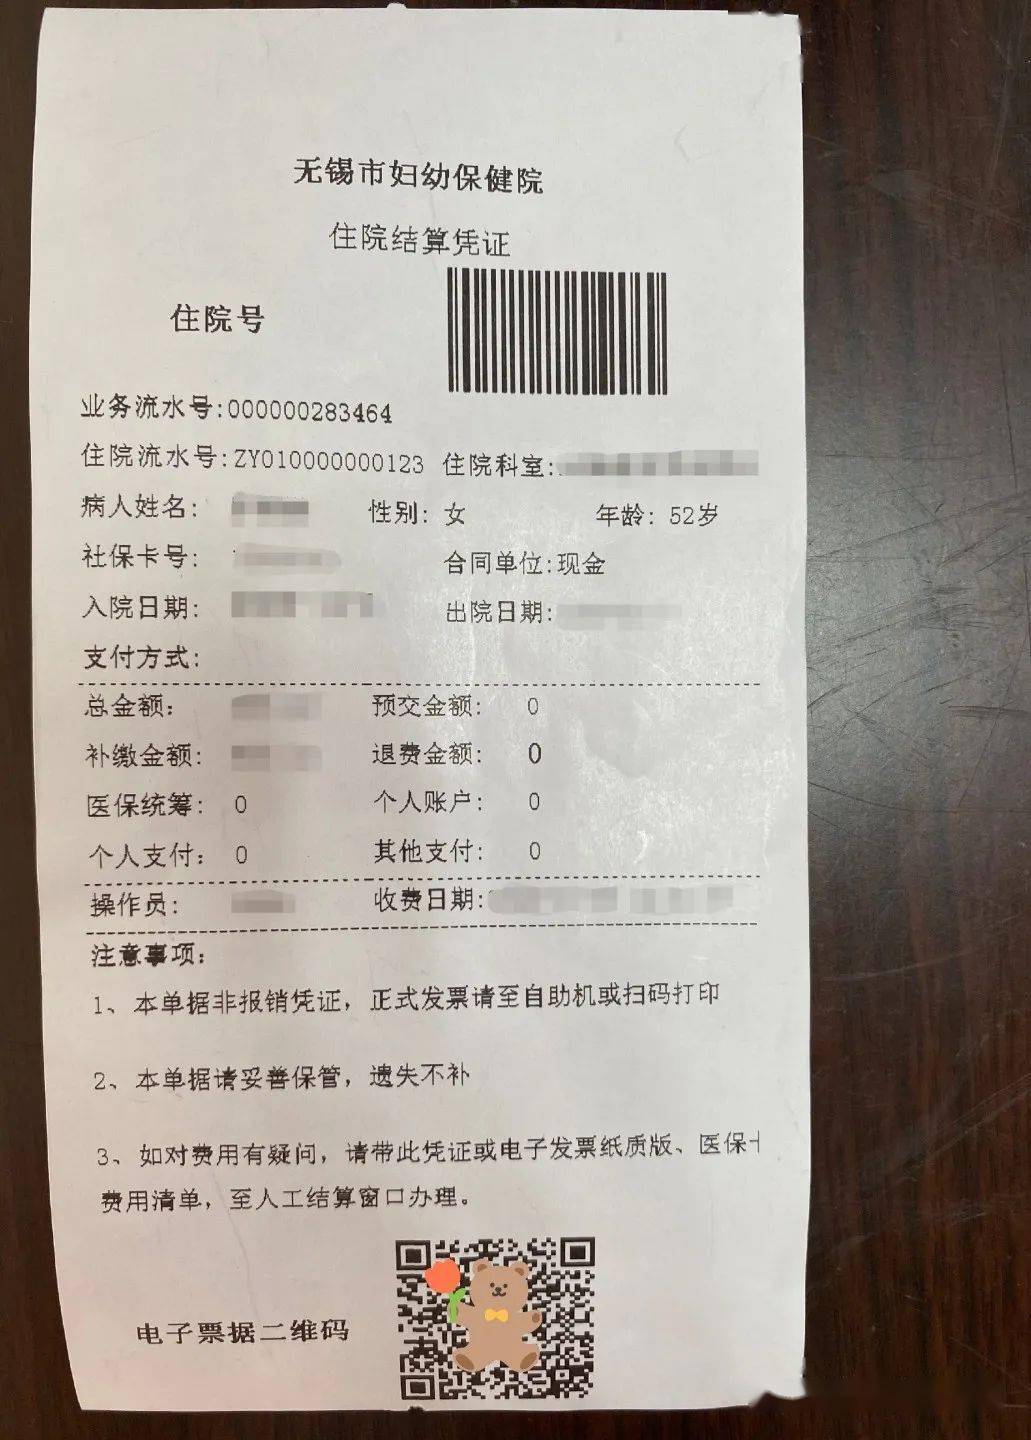 无锡市妇幼保健院
住院结算凭证
住院号
业务流水号:000000283464
住院流水号:ZY010000000123 住院科室:
病人姓名: 性别: 女 年龄: 52岁
社保卡号: 合同单位:现金
入院日期: 出院日期:
支付方式:
总金额: 预交金额: 0
补缴金额: 退费金额: 0
医保统筹: 0 个人账户: 0
个人支付: 0 其他支付: 0
操作员: 收费日期:
注意事项:
1、本单据非报销凭证，正式发票请至自助机或扫码打印
2、本单据请妥善保管，遗失不补
3、如对费用有疑问，请带此凭证或电子发票纸质版、医保
费用清单，至人工结算窗口办理。
电子票据二维码